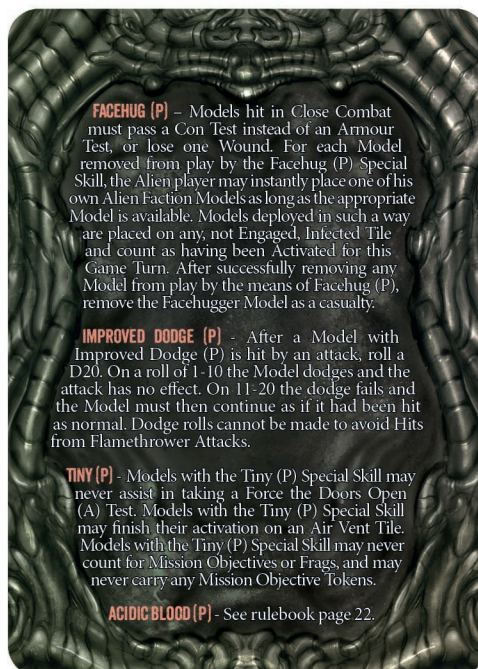 FACEHUG (P) – Models hit in Close Combat
must pass a Con Test instead of an Armour
Test, or lose one Wound. For each Model
removed from play by the Facehug (P) Special
Skill, the Alien player may instantly place one of his
own Alien Faction Models as long as the appropriate
Model is available. Models deployed in such a way
are placed on any, not Engaged, Infected Tile
and count as having been Activated for this
Game Turn. After successfully removing any
Model from play by the means of Facehug (P),
remove the Facehugger Model as a casualty.
IMPROVED DODGE (P) - After a Model with
Improved Dodge (P) is hit by an attack, roll a
D20. On a roll of 1-10 the Model dodges and the
attack has no effect. On 11-20 the dodge fails and
the Model must then continue as if it had been hit
as normal. Dodge rolls cannot be made to avoid Hits
from Flamethrower Attacks.
TINY (P) - Models with the Tiny (P) Special Skill may
never assist in taking a Force the Doors Open
(A) Test. Models with the Tiny (P) Special Skill
may finish their activation on an Air Vent Tile.
Models with the Tiny (P) Special Skill may never
count for Mission Objectives or Frags, and may
never carry any Mission Objective Tokens.
ACIDIC BLOOD (P) - See rulebook page 22.